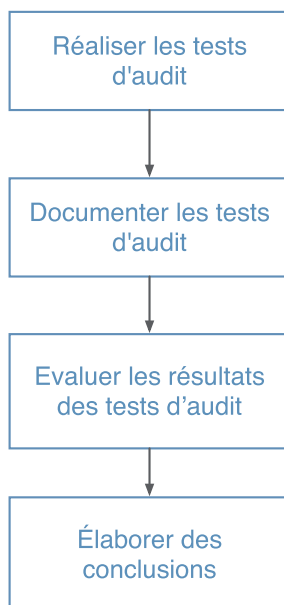 Réaliser les tests
d'audit
Documenter les tests
d'audit
Evaluer les résultats
des tests d’audit
Élaborer des
conclusions